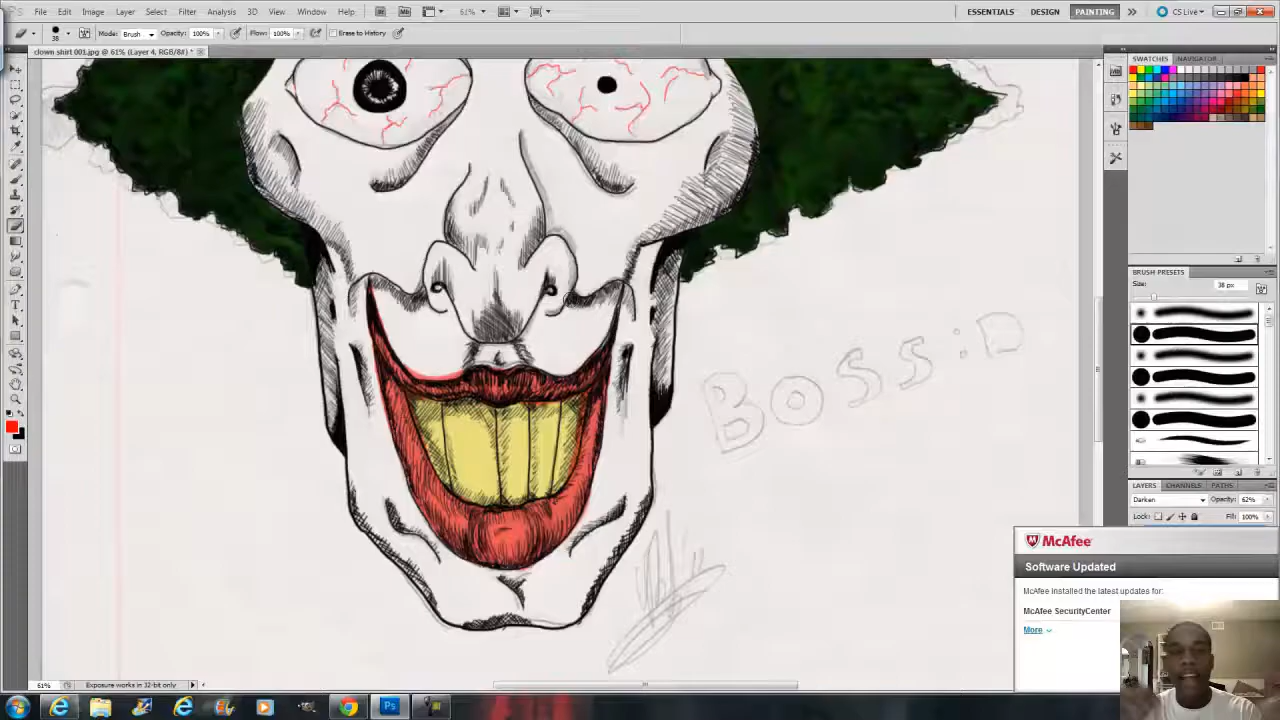 File Edit Image Layer Select Filter Analysis 3D View Window Help 61% ESSENTIALS DESIGN PAINTING CS Live
38 Mode: Brush Opacity: 100% Flow: 100% Erase to History
clown shirt 001.jpg @ 61% (Layer 4, RGB/8#) *
SWATCHES NAVIGATOR
BRUSH PRESETS
Size: 38 px
BOSS :D
LAYERS CHANNELS PATHS
Darken Opacity: 62%
Lock: Fill: 100%
McAfee
Software Updated
McAfee installed the latest updates for:
McAfee SecurityCenter
More
61% Exposure works in 32-bit only